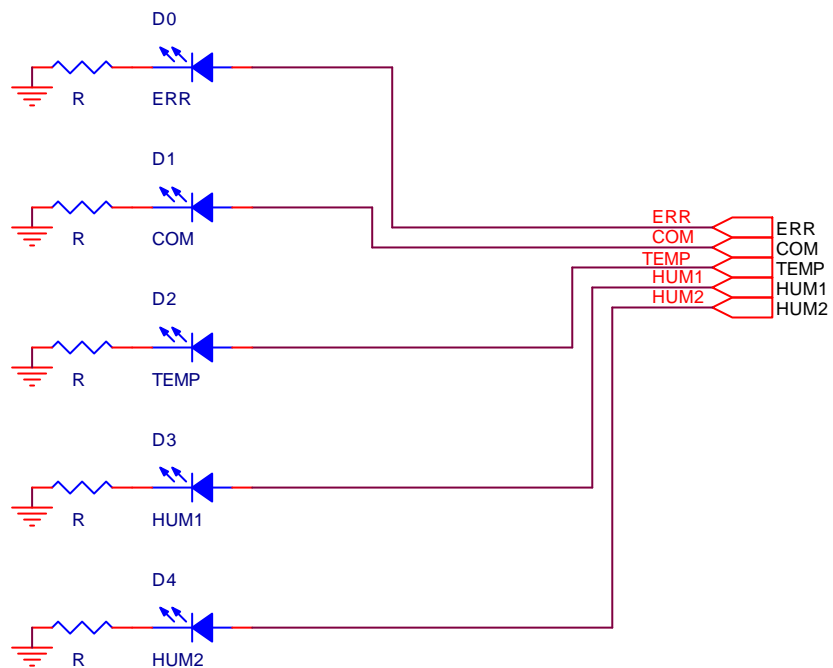 D0
R
ERR
D1
R
COM
ERR
ERR
COM
COM
TEMP
TEMP
HUM1
HUM1
HUM2
HUM2
D2
R
TEMP
D3
R
HUM1
D4
R
HUM2